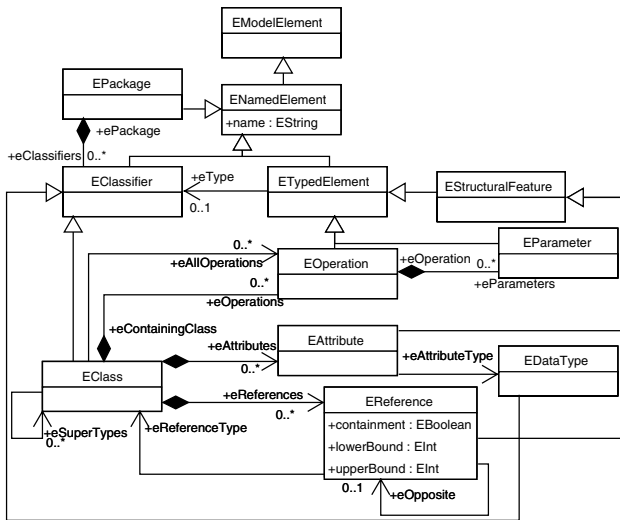 EModelElement
EPackage
ENamedElement
+name : EString
+ePackage
+eClassifiers 0..*
EClassifier
+eType
0..1
ETypedElement
EStructuralFeature
0..*
+eAllOperations
EOperation
+eOperation
0..*
+eParameters
EParameter
0..*
+eOperations
+eContainingClass
+eAttributes
0..*
EAttribute
+eAttributeType
EDataType
EClass
+eReferences
0..*
EReference
+containment : EBoolean
+lowerBound : EInt
+upperBound : EInt
+eSuperTypes
0..*
+eReferenceType
0..1
+eOpposite